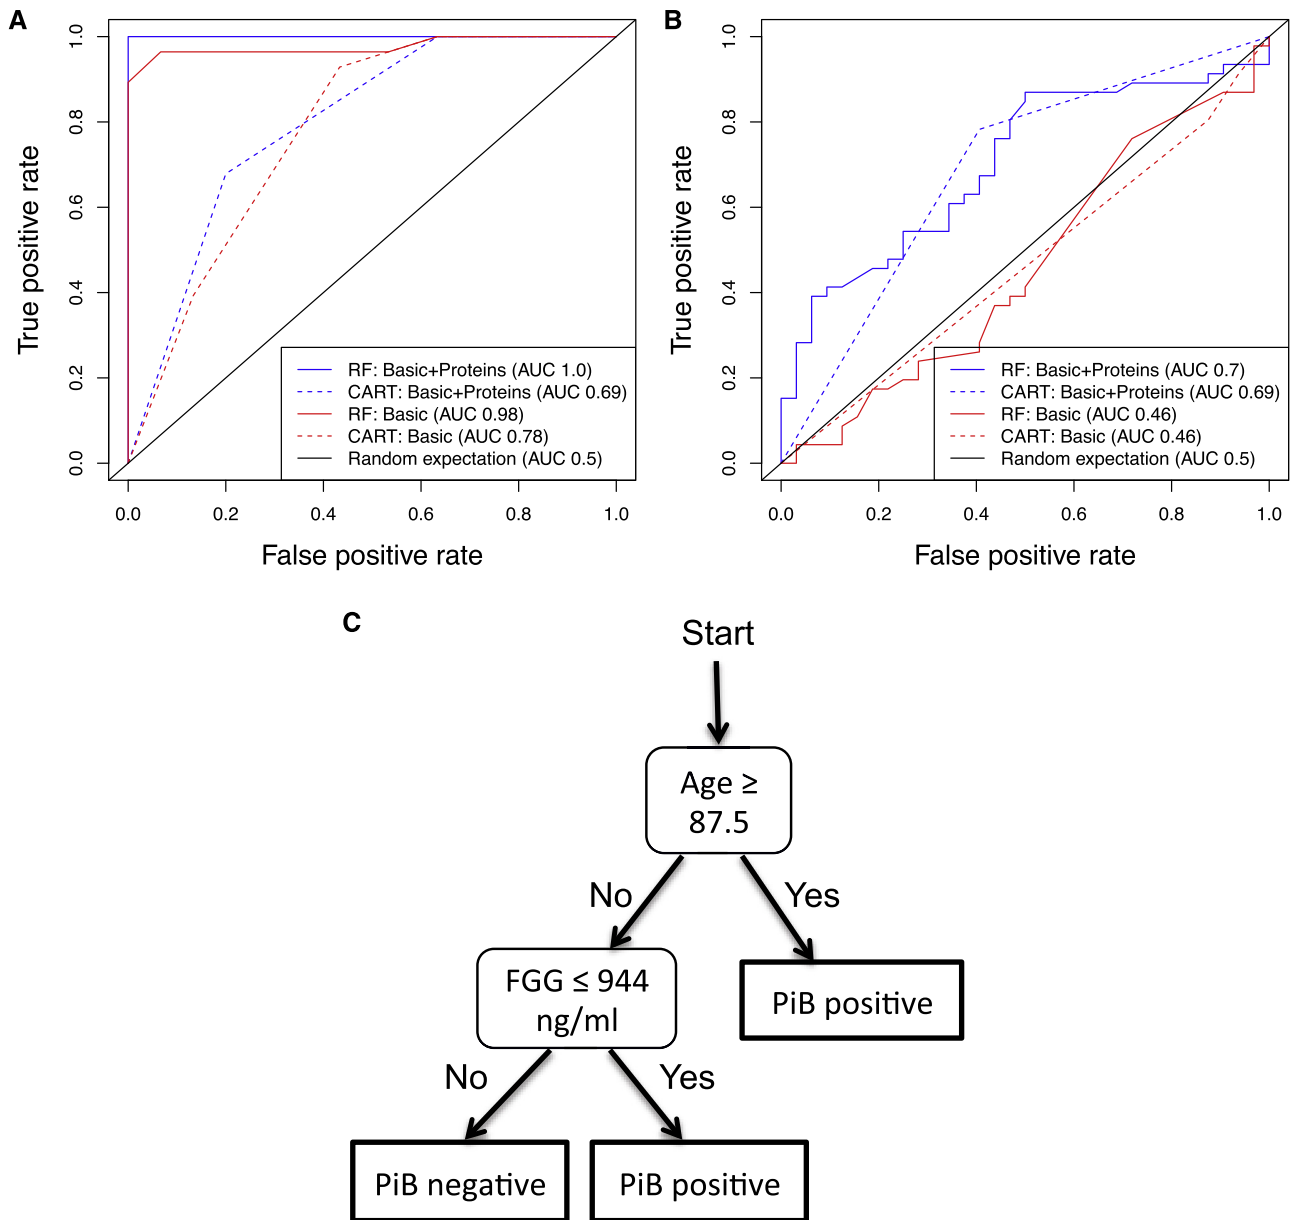 A
True positive rate
0.0 0.2 0.4 0.6 0.8 1.0
RF: Basic+Proteins (AUC 1.0)
CART: Basic+Proteins (AUC 0.69)
RF: Basic (AUC 0.98)
CART: Basic (AUC 0.78)
Random expectation (AUC 0.5)
0.0 0.2 0.4 0.6 0.8 1.0
False positive rate
B
True positive rate
0.0 0.2 0.4 0.6 0.8 1.0
RF: Basic+Proteins (AUC 0.7)
CART: Basic+Proteins (AUC 0.69)
RF: Basic (AUC 0.46)
CART: Basic (AUC 0.46)
Random expectation (AUC 0.5)
0.0 0.2 0.4 0.6 0.8 1.0
False positive rate
C
Start
Age ≥
87.5
No
Yes
FGG ≤ 944
ng/ml
PiB positive
No
Yes
PiB negative
PiB positive